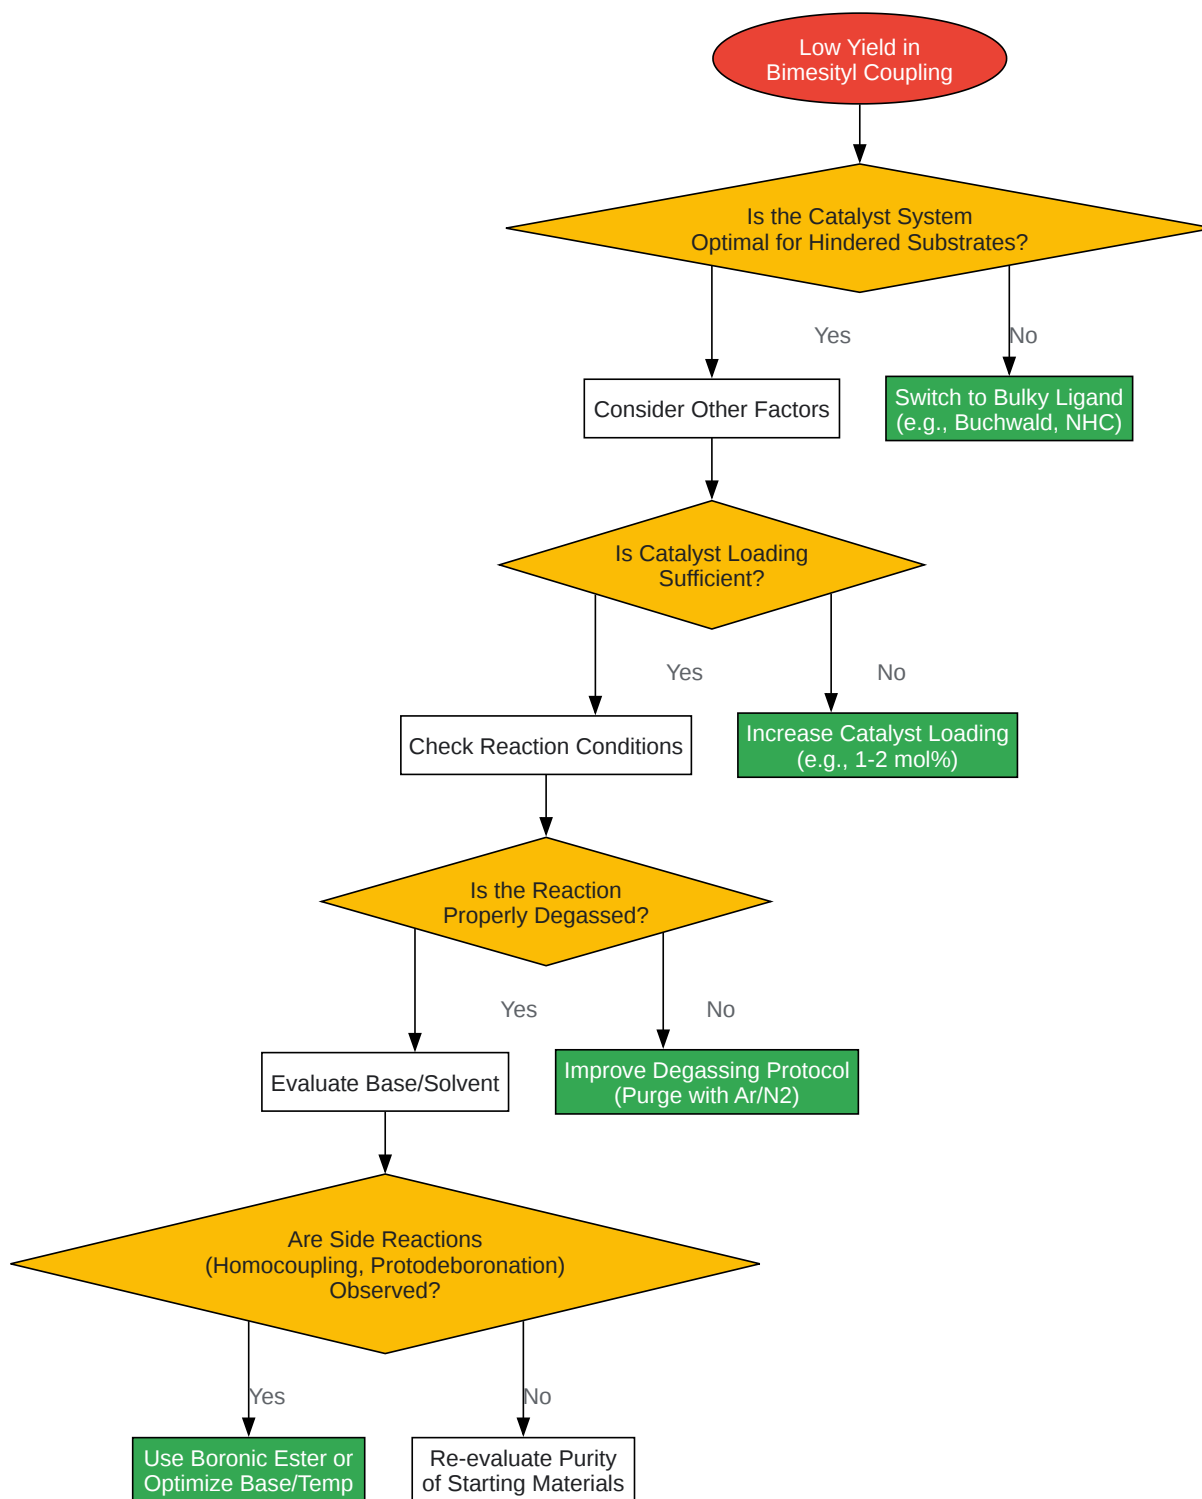 Low Yield in
Bimesityl Coupling
Is the Catalyst System
Optimal for Hindered Substrates?
Yes
No
Consider Other Factors
Switch to Bulky Ligand
(e.g., Buchwald, NHC)
Is Catalyst Loading
Sufficient?
Yes
No
Check Reaction Conditions
Increase Catalyst Loading
(e.g., 1-2 mol%)
Is the Reaction
Properly Degassed?
Yes
No
Evaluate Base/Solvent
Improve Degassing Protocol
(Purge with Ar/N2)
Are Side Reactions
(Homocoupling, Protodeboronation)
Observed?
Yes
No
Use Boronic Ester or
Optimize Base/Temp
Re-evaluate Purity
of Starting Materials